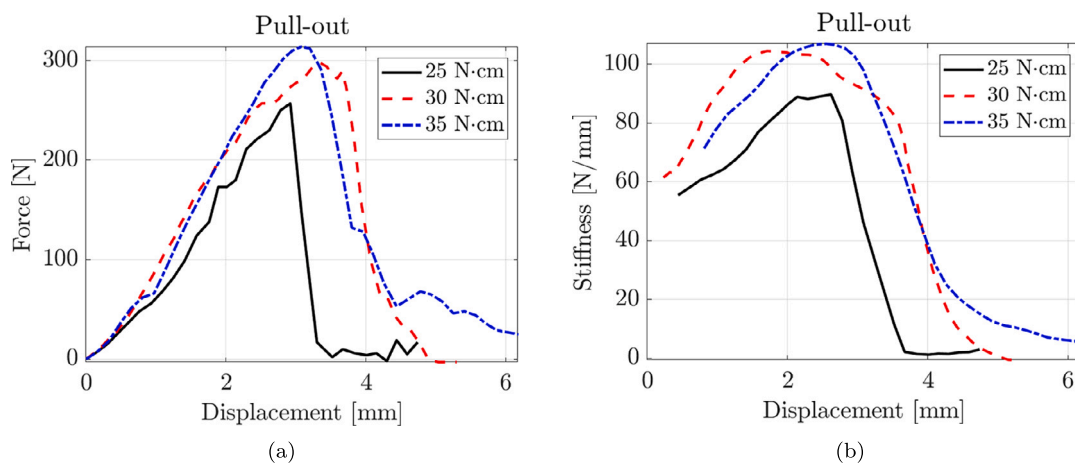 Pull-out
Force [N]
300
200
100
0
25 N·cm
30 N·cm
35 N·cm
0 2 4 6
Displacement [mm]
(a)
Pull-out
Stiffness [N/mm]
100
80
60
40
20
0
25 N·cm
30 N·cm
35 N·cm
0 2 4 6
Displacement [mm]
(b)